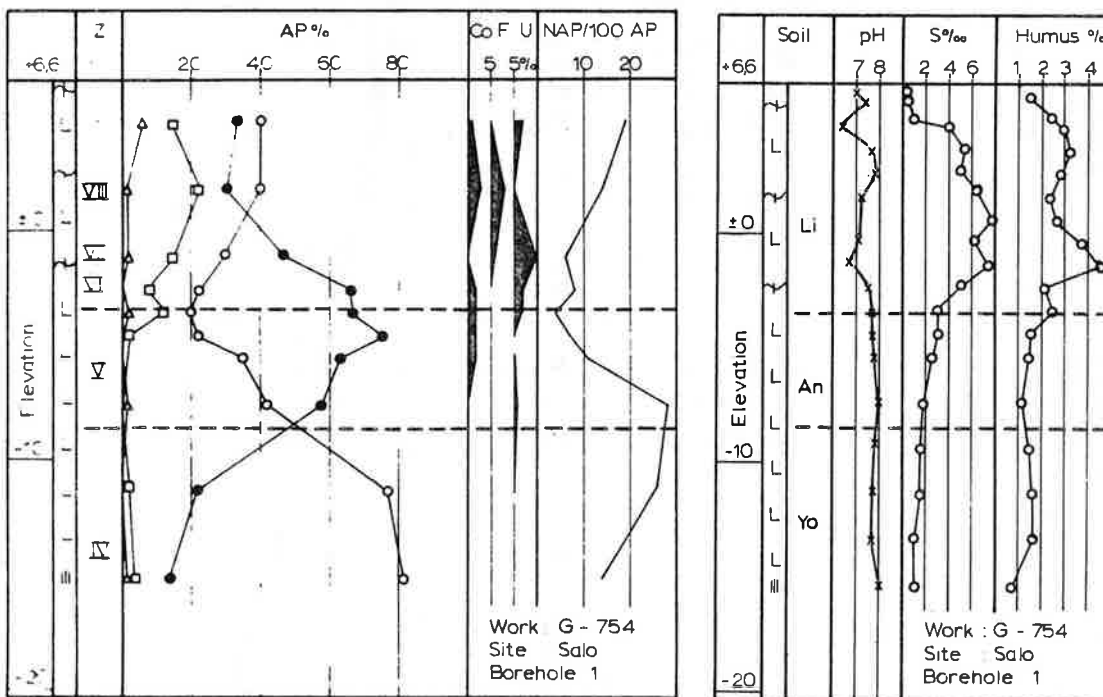 Z AP % Co F U NAP/100 AP
+6,6 20 40 60 80 5 5‰ 10 20
VIII
VI
V
IV
Elevation
Work : G - 754
Site : Salo
Borehole 1
Soil pH S‰ Humus %
+6,6 7 8 2 4 6 1 2 3 4
L
L
±0 Li
L
L
Elevation
L An
L
-10
L
L Yo
L
-20
Work : G - 754
Site : Salo
Borehole 1